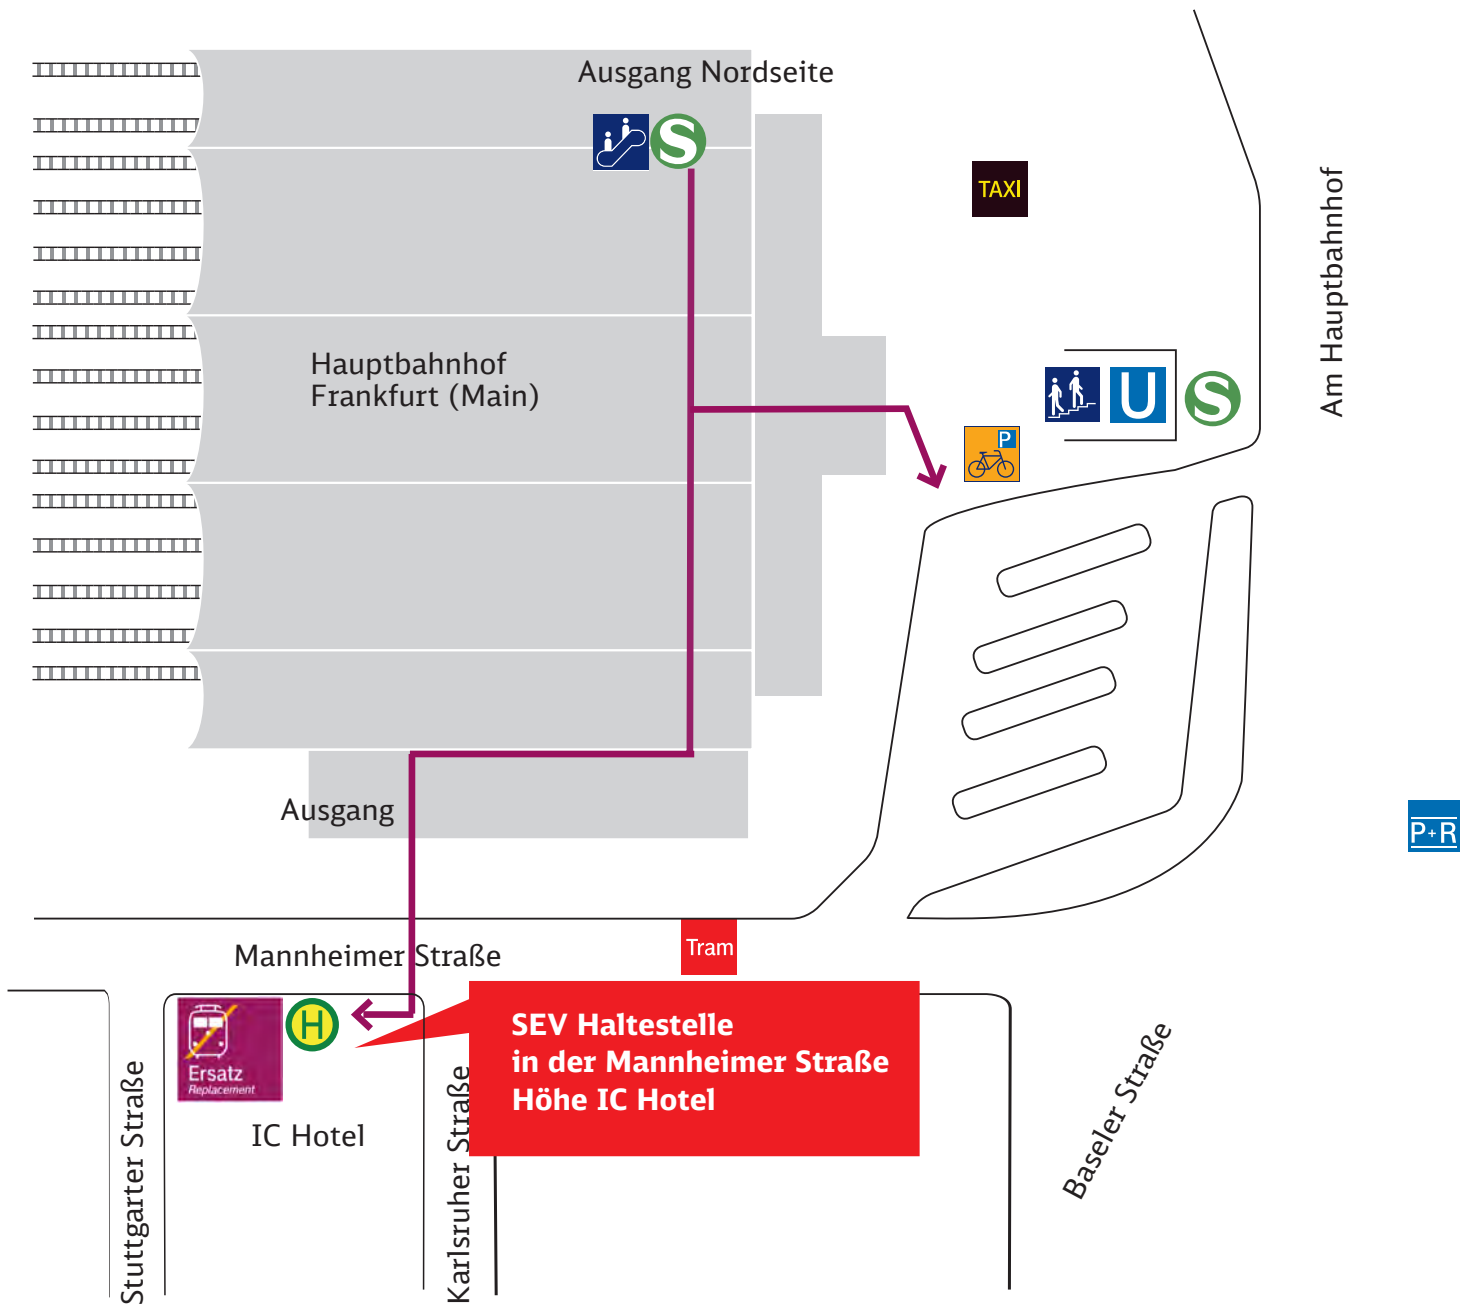 Ausgang Nordseite
S
TAXI
Hauptbahnhof
Frankfurt (Main)
Am Hauptbahnhof
U
S
P
Ausgang
P+R
Mannheimer Straße
Tram
H
Ersatz
Replacement
SEV Haltestelle
in der Mannheimer Straße
Höhe IC Hotel
IC Hotel
Stuttgarter Straße
Karlsruher Straße
Baseler Straße